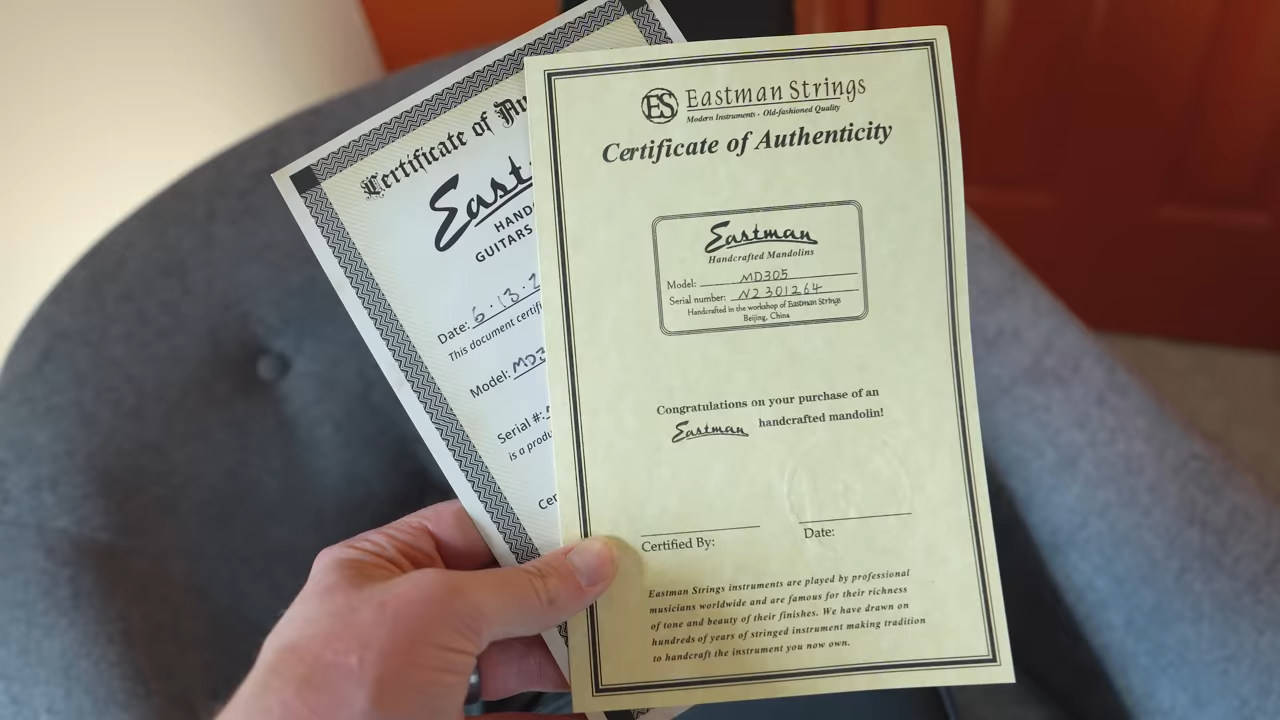 Certificate of Au
East
HAND
GUITARS
Date: 6.13.2
This document certifi
Model: MD3
Serial #:
is a produ
Cer
ES Eastman Strings
Modern Instruments - Old-fashioned Quality
Certificate of Authenticity
Eastman
Handcrafted Mandolins
Model: MD305
Serial number: N2301264
Handcrafted in the workshop of Eastman Strings
Beijing, China
Congratulations on your purchase of an
Eastman handcrafted mandolin!
Certified By:
Date:
Eastman Strings instruments are played by professional
musicians worldwide and are famous for their richness
of tone and beauty of their finishes. We have drawn on
hundreds of years of stringed instrument making tradition
to handcraft the instrument you now own.